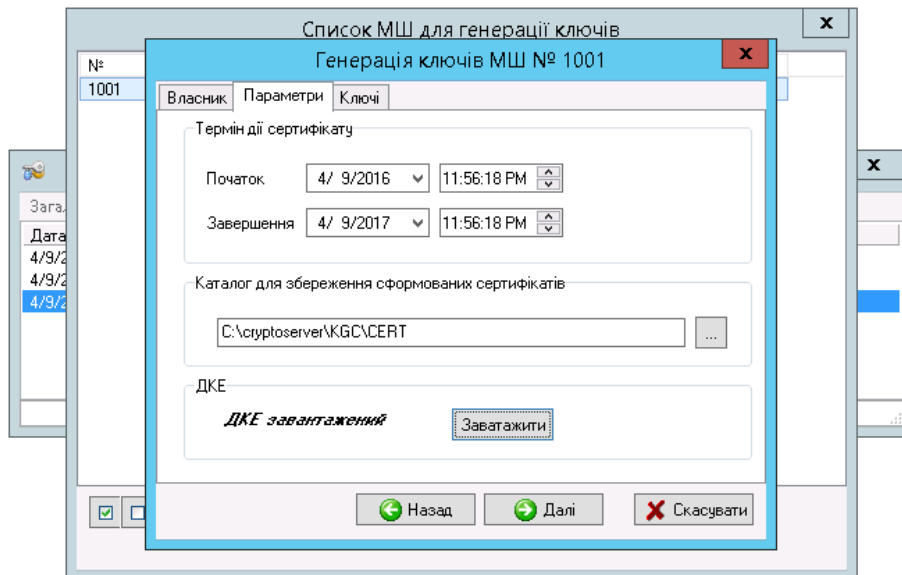 Список МШ для генерації ключів
x
Генерація ключів МШ № 1001
x
№
1001
Власник
Параметри
Ключі
Термін дії сертифікату
Початок
4/ 9/2016
11:56:18 PM
Завершення
4/ 9/2017
11:56:18 PM
x
Дата
4/9/2
4/9/2
4/9/2
Каталог для збереження сформованих сертифікатів
C:\cryptoserver\KGC\CERT
...
ДКЕ
ДКЕ завантажений
Заватажити
Назад
Далі
Скасувати